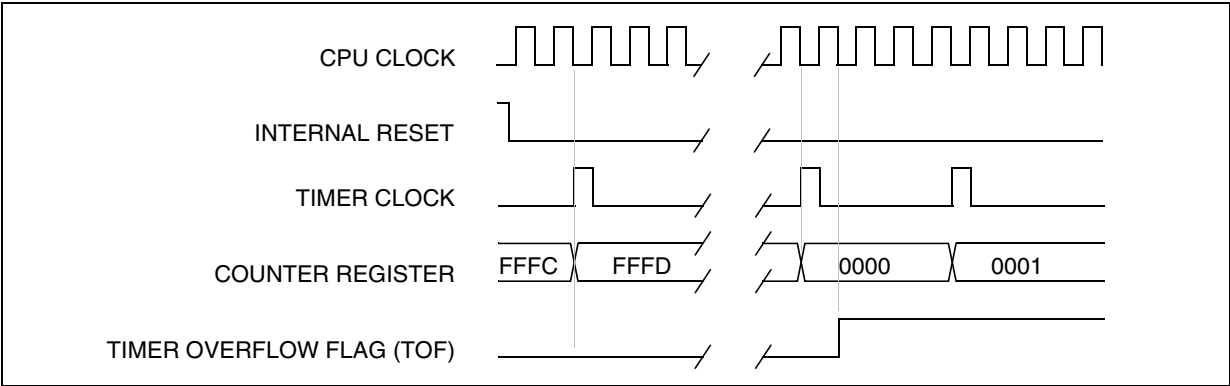 CPU CLOCK
INTERNAL RESET
TIMER CLOCK
COUNTER REGISTER
FFFC FFFD 0000 0001
TIMER OVERFLOW FLAG (TOF)